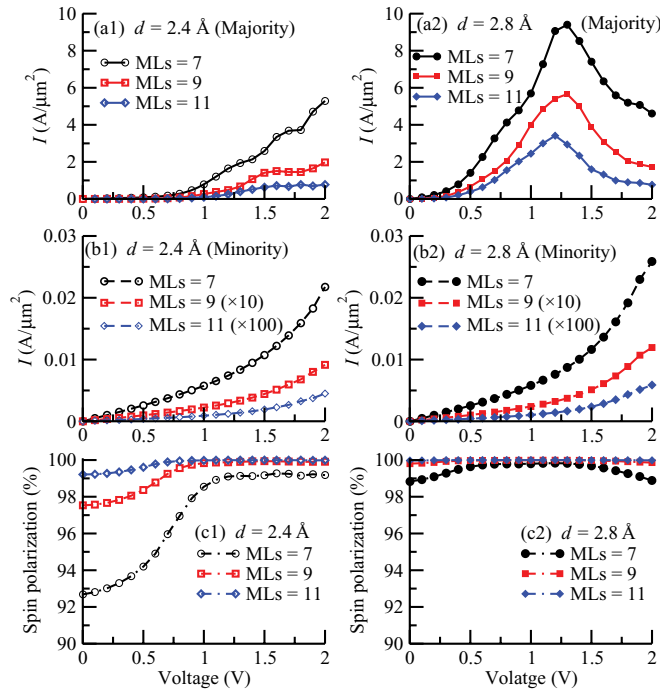 (a1) d = 2.4 Å (Majority)
MLs = 7
MLs = 9
MLs = 11
I (A/μm²)
10
8
6
4
2
0
0
0.5
1
1.5
2
(a2) d = 2.8 Å (Majority)
MLs = 7
MLs = 9
MLs = 11
I (A/μm²)
10
8
6
4
2
0
0
0.5
1
1.5
2
(b1) d = 2.4 Å (Minority)
MLs = 7
MLs = 9 (×10)
MLs = 11 (×100)
I (A/μm²)
0.03
0.02
0.01
0
0
0.5
1
1.5
2
(b2) d = 2.8 Å (Minority)
MLs = 7
MLs = 9 (×10)
MLs = 11 (×100)
I (A/μm²)
0.03
0.02
0.01
0
0
0.5
1
1.5
2
(c1) d = 2.4 Å
MLs = 7
MLs = 9
MLs = 11
Spin polarization (%)
100
98
96
94
92
90
0
0.5
1
1.5
2
Voltage (V)
(c2) d = 2.8 Å
MLs = 7
MLs = 9
MLs = 11
Spin polarization (%)
100
98
96
94
92
90
0
0.5
1
1.5
2
Volatge (V)